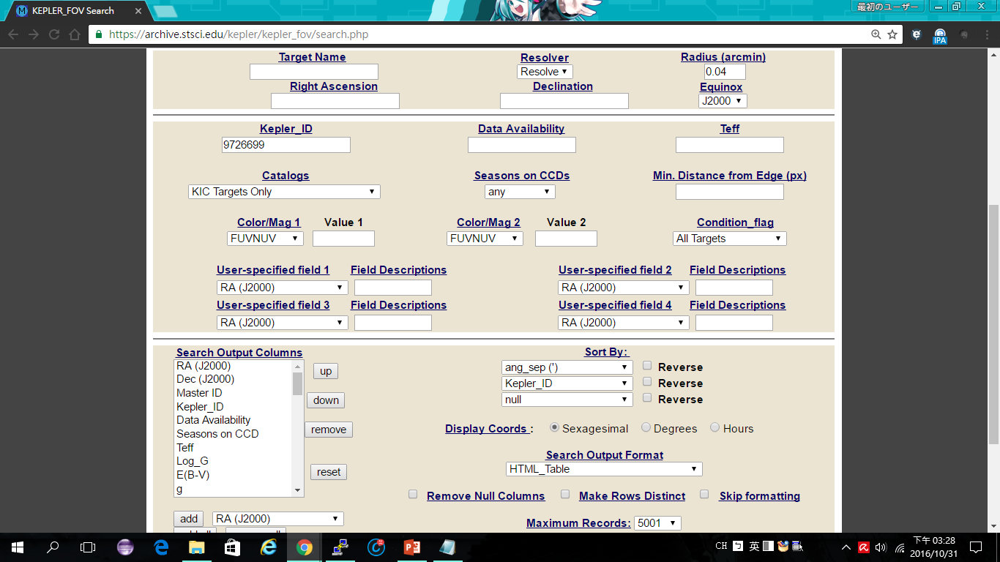 KEPLER_FOV Search
最初のユーザー
https://archive.stsci.edu/kepler/kepler_fov/search.php
IPA
Target Name Resolver Radius (arcmin)
Resolve 0.04
Right Ascension Declination Equinox
J2000
Kepler_ID Data Availability Teff
9726699
Catalogs Seasons on CCDs Min. Distance from Edge (px)
KIC Targets Only any
Color/Mag 1 Value 1 Color/Mag 2 Value 2 Condition_flag
FUVNUV FUVNUV All Targets
User-specified field 1 Field Descriptions User-specified field 2 Field Descriptions
RA (J2000) RA (J2000)
User-specified field 3 Field Descriptions User-specified field 4 Field Descriptions
RA (J2000) RA (J2000)
Search Output Columns
RA (J2000)
Dec (J2000)
Master ID
Kepler_ID
Data Availability
Seasons on CCD
Teff
Log_G
E(B-V)
g
up
down
remove
reset
add RA (J2000)
Sort By:
ang_sep (') Reverse
Kepler_ID Reverse
null Reverse
Display Coords : Sexagesimal Degrees Hours
Search Output Format
HTML_Table
Remove Null Columns Make Rows Distinct Skip formatting
Maximum Records: 5001
CH 英
下午 03:28
2016/10/31